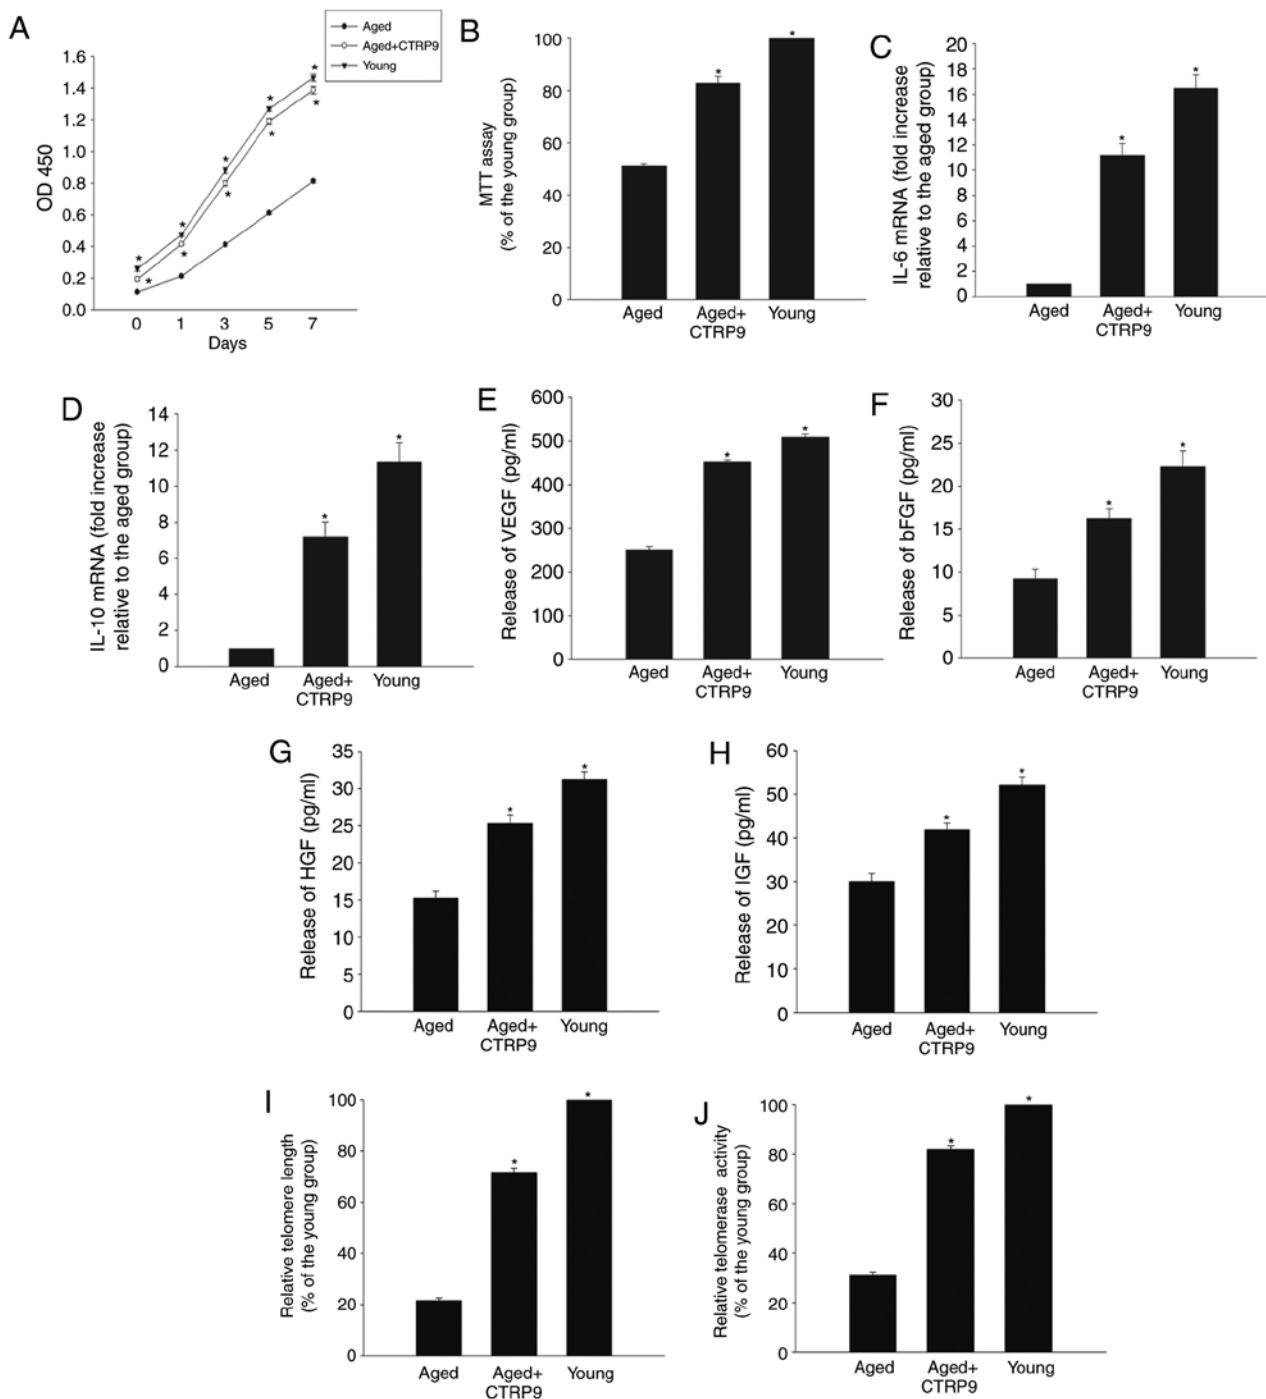 A
Aged
Aged+CTRP9
Young
OD 450
1.6
1.4
1.2
1.0
0.8
0.6
0.4
0.2
0.0
* * * * *
* * * * *
0 1 3 5 7
Days
B
MTT assay
(% of the young group)
100
80
60
40
20
0
* *
Aged Aged+ Young
CTRP9
C
IL-6 mRNA (fold increase
relative to the aged group)
20
18
16
14
12
10
8
6
4
2
0
* *
Aged Aged+ Young
CTRP9
D
IL-10 mRNA (fold increase
relative to the aged group)
14
12
10
8
6
4
2
0
* *
Aged Aged+ Young
CTRP9
E
Release of VEGF (pg/ml)
600
500
400
300
200
100
0
* *
Aged Aged+ Young
CTRP9
F
Release of bFGF (pg/ml)
30
25
20
15
10
5
0
* *
Aged Aged+ Young
CTRP9
G
Release of HGF (pg/ml)
35
30
25
20
15
10
5
0
* *
Aged Aged+ Young
CTRP9
H
Release of IGF (pg/ml)
60
50
40
30
20
10
0
* *
Aged Aged+ Young
CTRP9
I
Relative telomere length
(% of the young group)
100
80
60
40
20
0
* *
Aged Aged+ Young
CTRP9
J
Relative telomerase activity
(% of the young group)
100
80
60
40
20
0
* *
Aged Aged+ Young
CTRP9